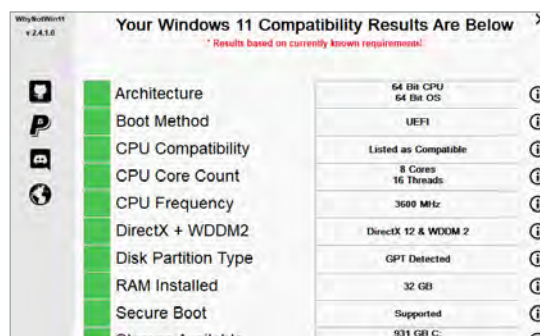 WhyNotWin11
v 2.4.1.0
Your Windows 11 Compatibility Results Are Below
* Results based on currently known requirements!
Architecture
64 Bit CPU
64 Bit OS
Boot Method
UEFI
CPU Compatibility
Listed as Compatible
CPU Core Count
8 Cores
16 Threads
CPU Frequency
3600 MHz
DirectX + WDDM2
DirectX 12 & WDDM 2
Disk Partition Type
GPT Detected
RAM Installed
32 GB
Secure Boot
Supported
931 GB C: